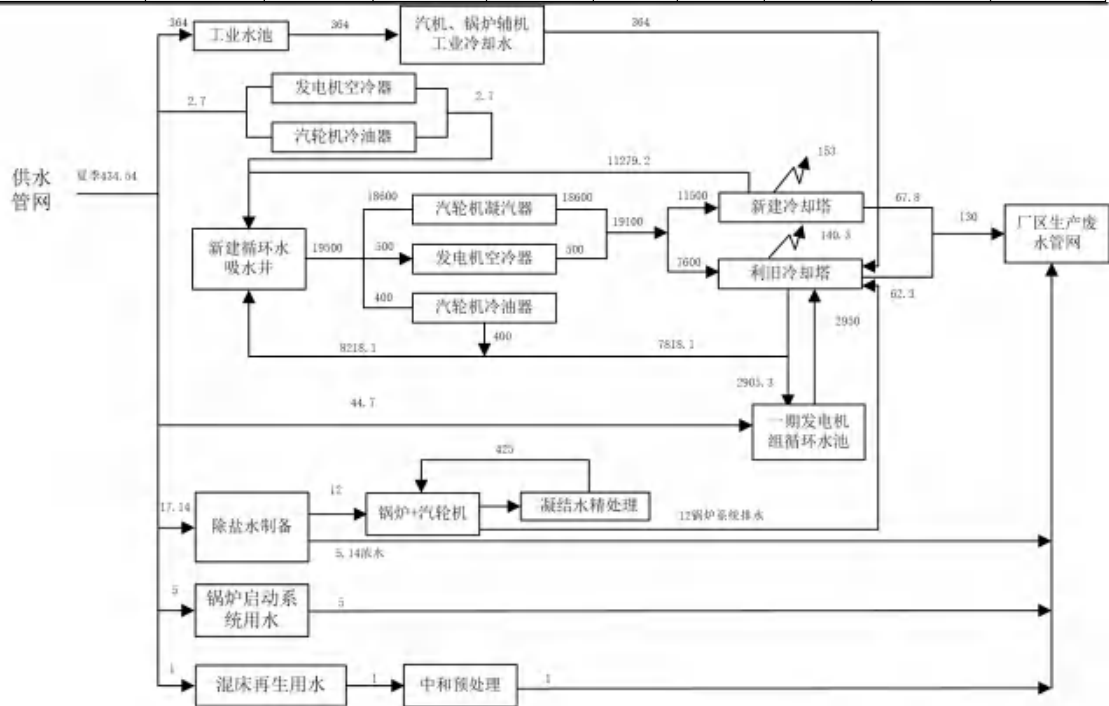 364
工业水池
364
汽机、锅炉辅机
工业冷却水
364
2.7
发电机空冷器
汽轮机冷油器
2.7
供水
管网
夏季434.54
11279.2
153
新建循环水
吸水井
19500
18600
汽轮机凝汽器
18600
500
发电机空冷器
500
400
汽轮机冷油器
400
19100
11500
新建冷却塔
67.8
140.3
7600
利旧冷却塔
62.3
130
厂区生产废
水管网
8218.1
7818.1
2950
2905.3
44.7
一期发电机
组循环水池
425
17.14
除盐水制备
12
锅炉+汽轮机
凝结水精处理
12锅炉系统排水
5.14浓水
5
锅炉启动系
统用水
5
1
混床再生用水
1
中和预处理
1